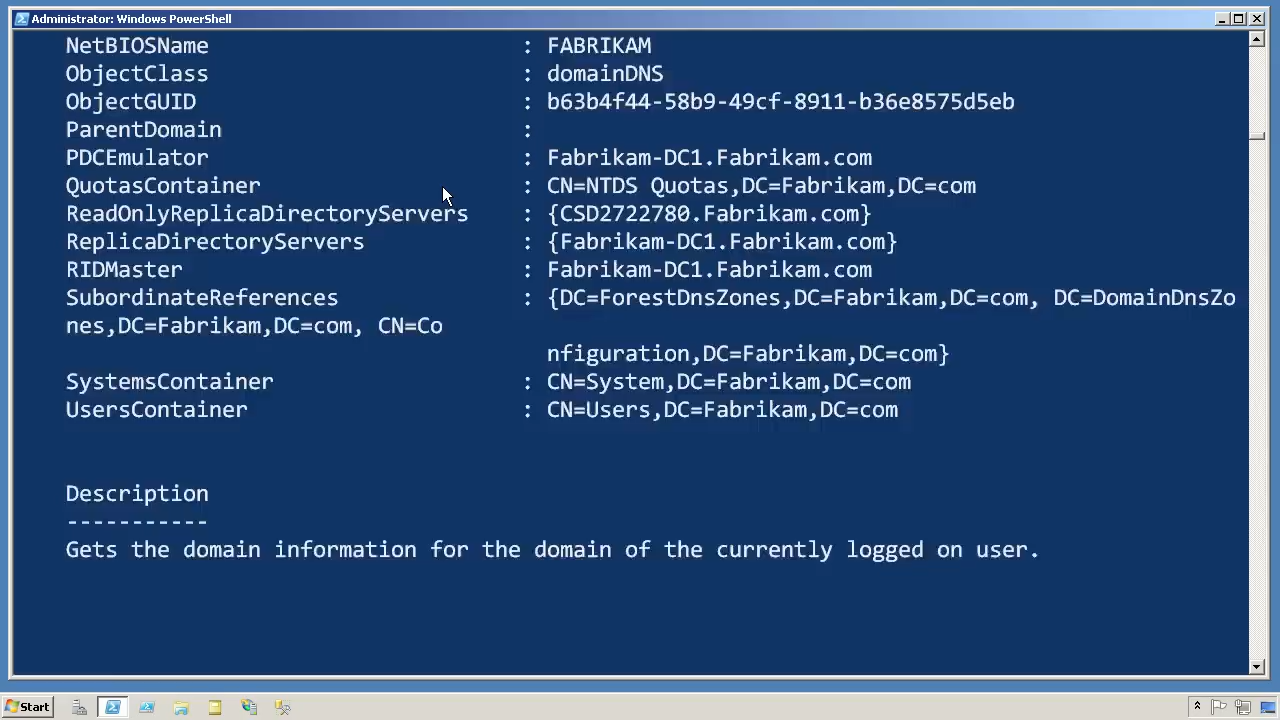 Administrator: Windows PowerShell
NetBIOSName : FABRIKAM
ObjectClass : domainDNS
ObjectGUID : b63b4f44-58b9-49cf-8911-b36e8575d5eb
ParentDomain :
PDCEmulator : Fabrikam-DC1.Fabrikam.com
QuotasContainer : CN=NTDS Quotas,DC=Fabrikam,DC=com
ReadOnlyReplicaDirectoryServers : {CSD2722780.Fabrikam.com}
ReplicaDirectoryServers : {Fabrikam-DC1.Fabrikam.com}
RIDMaster : Fabrikam-DC1.Fabrikam.com
SubordinateReferences : {DC=ForestDnsZones,DC=Fabrikam,DC=com, DC=DomainDnsZo
nes,DC=Fabrikam,DC=com, CN=Co
nfiguration,DC=Fabrikam,DC=com}
SystemsContainer : CN=System,DC=Fabrikam,DC=com
UsersContainer : CN=Users,DC=Fabrikam,DC=com
Description
-----------
Gets the domain information for the domain of the currently logged on user.
Start